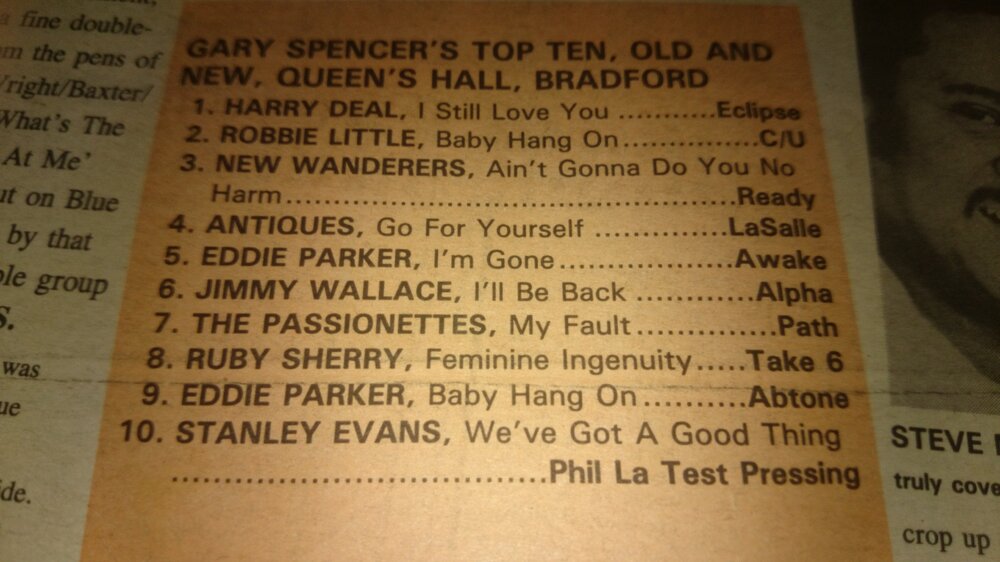 a fine double-
m the pens of
right/Baxter/
What's The
At Me'
ut on Blue
by that
ple group
S.
was
ue
ide.
GARY SPENCER'S TOP TEN, OLD AND
NEW, QUEEN'S HALL, BRADFORD
1. HARRY DEAL, I Still Love You ...........Eclipse
2. ROBBIE LITTLE, Baby Hang On..............C/U
3. NEW WANDERERS, Ain't Gonna Do You No
Harm..................................................Ready
4. ANTIQUES, Go For Yourself ..............LaSalle
5. EDDIE PARKER, I'm Gone..................Awake
6. JIMMY WALLACE, I'll Be Back ............Alpha
7. THE PASSIONETTES, My Fault..............Path
8. RUBY SHERRY, Feminine Ingenuity.....Take 6
9. EDDIE PARKER, Baby Hang On ..........Abtone
10. STANLEY EVANS, We've Got A Good Thing
...................................Phil La Test Pressing
STEVE
truly cove
crop up